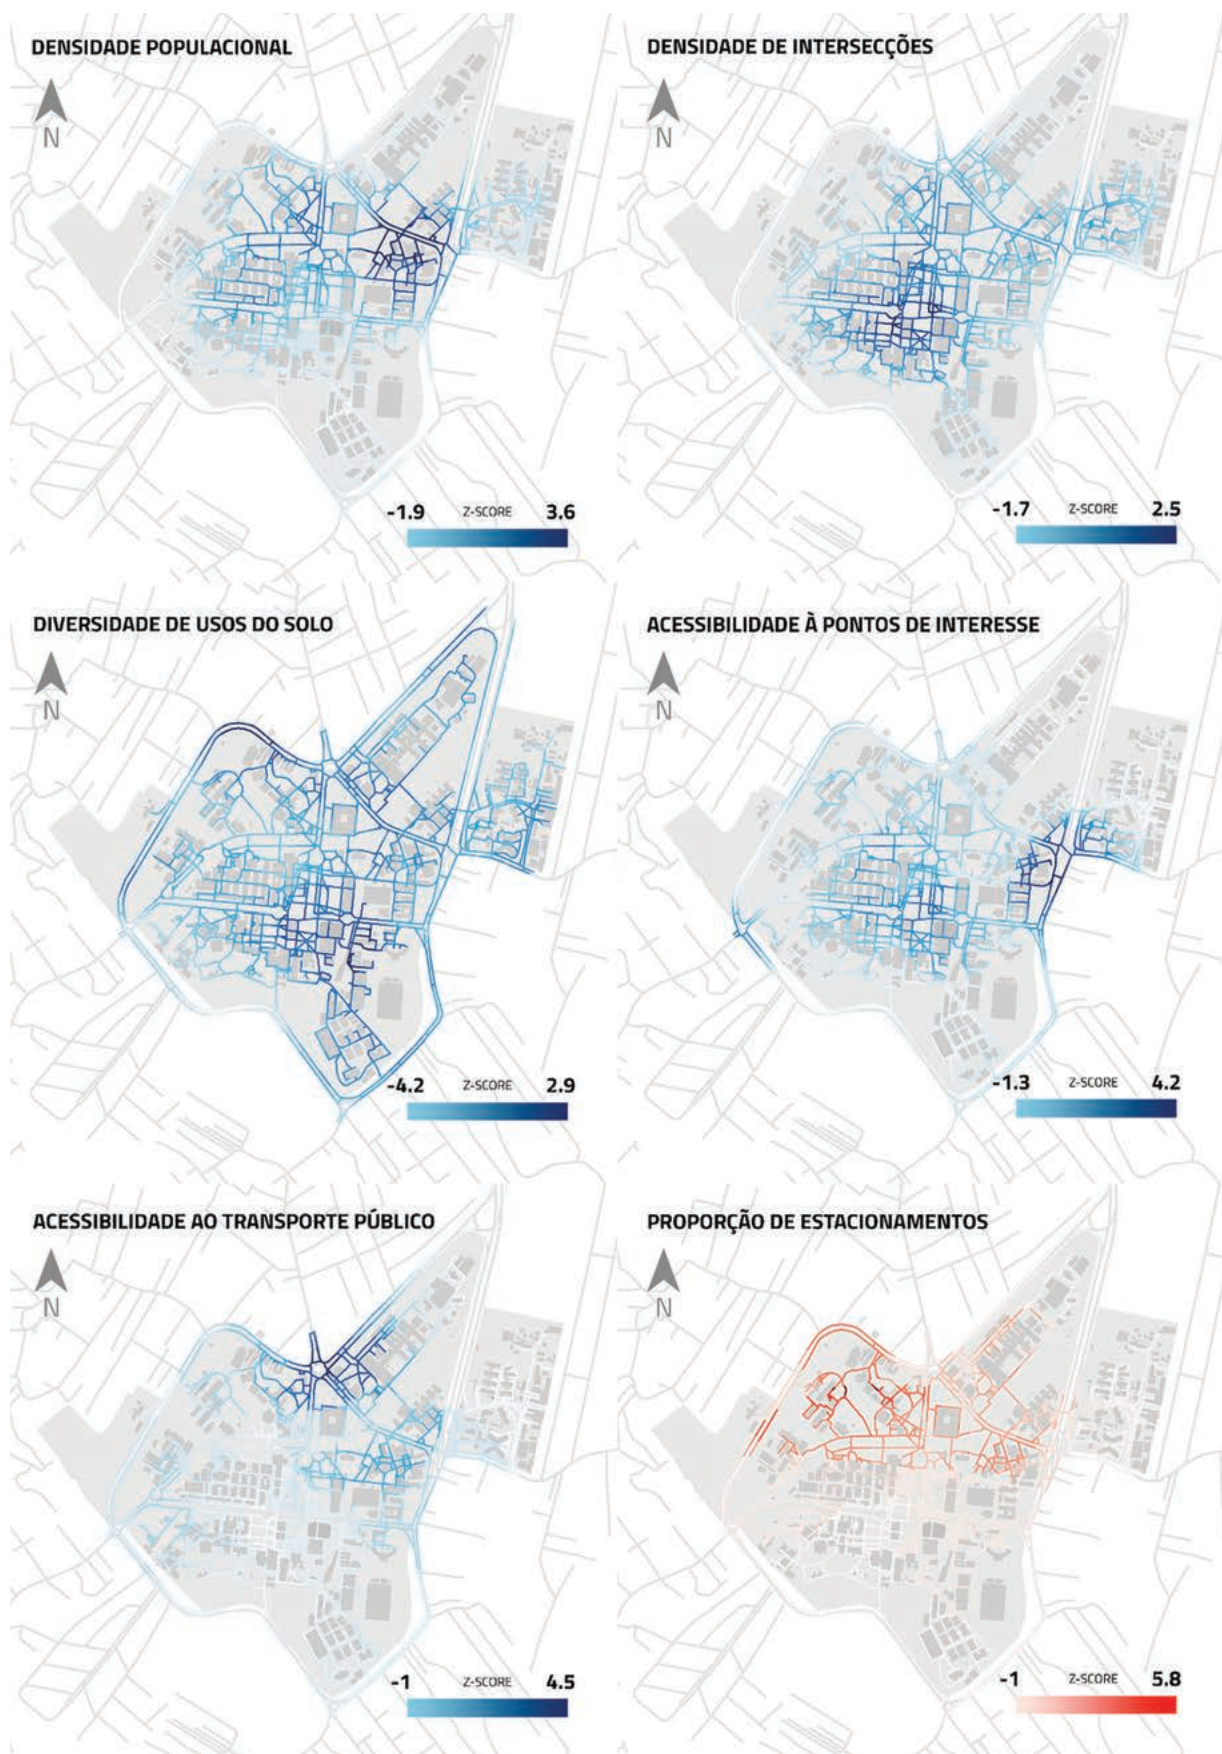 DENSIDADE POPULACIONAL
N
-1.9 Z-SCORE 3.6
DENSIDADE DE INTERSECÇÕES
N
-1.7 Z-SCORE 2.5
DIVERSIDADE DE USOS DO SOLO
N
-4.2 Z-SCORE 2.9
ACESSIBILIDADE À PONTOS DE INTERESSE
N
-1.3 Z-SCORE 4.2
ACESSIBILIDADE AO TRANSPORTE PÚBLICO
N
-1 Z-SCORE 4.5
PROPORÇÃO DE ESTACIONAMENTOS
N
-1 Z-SCORE 5.8